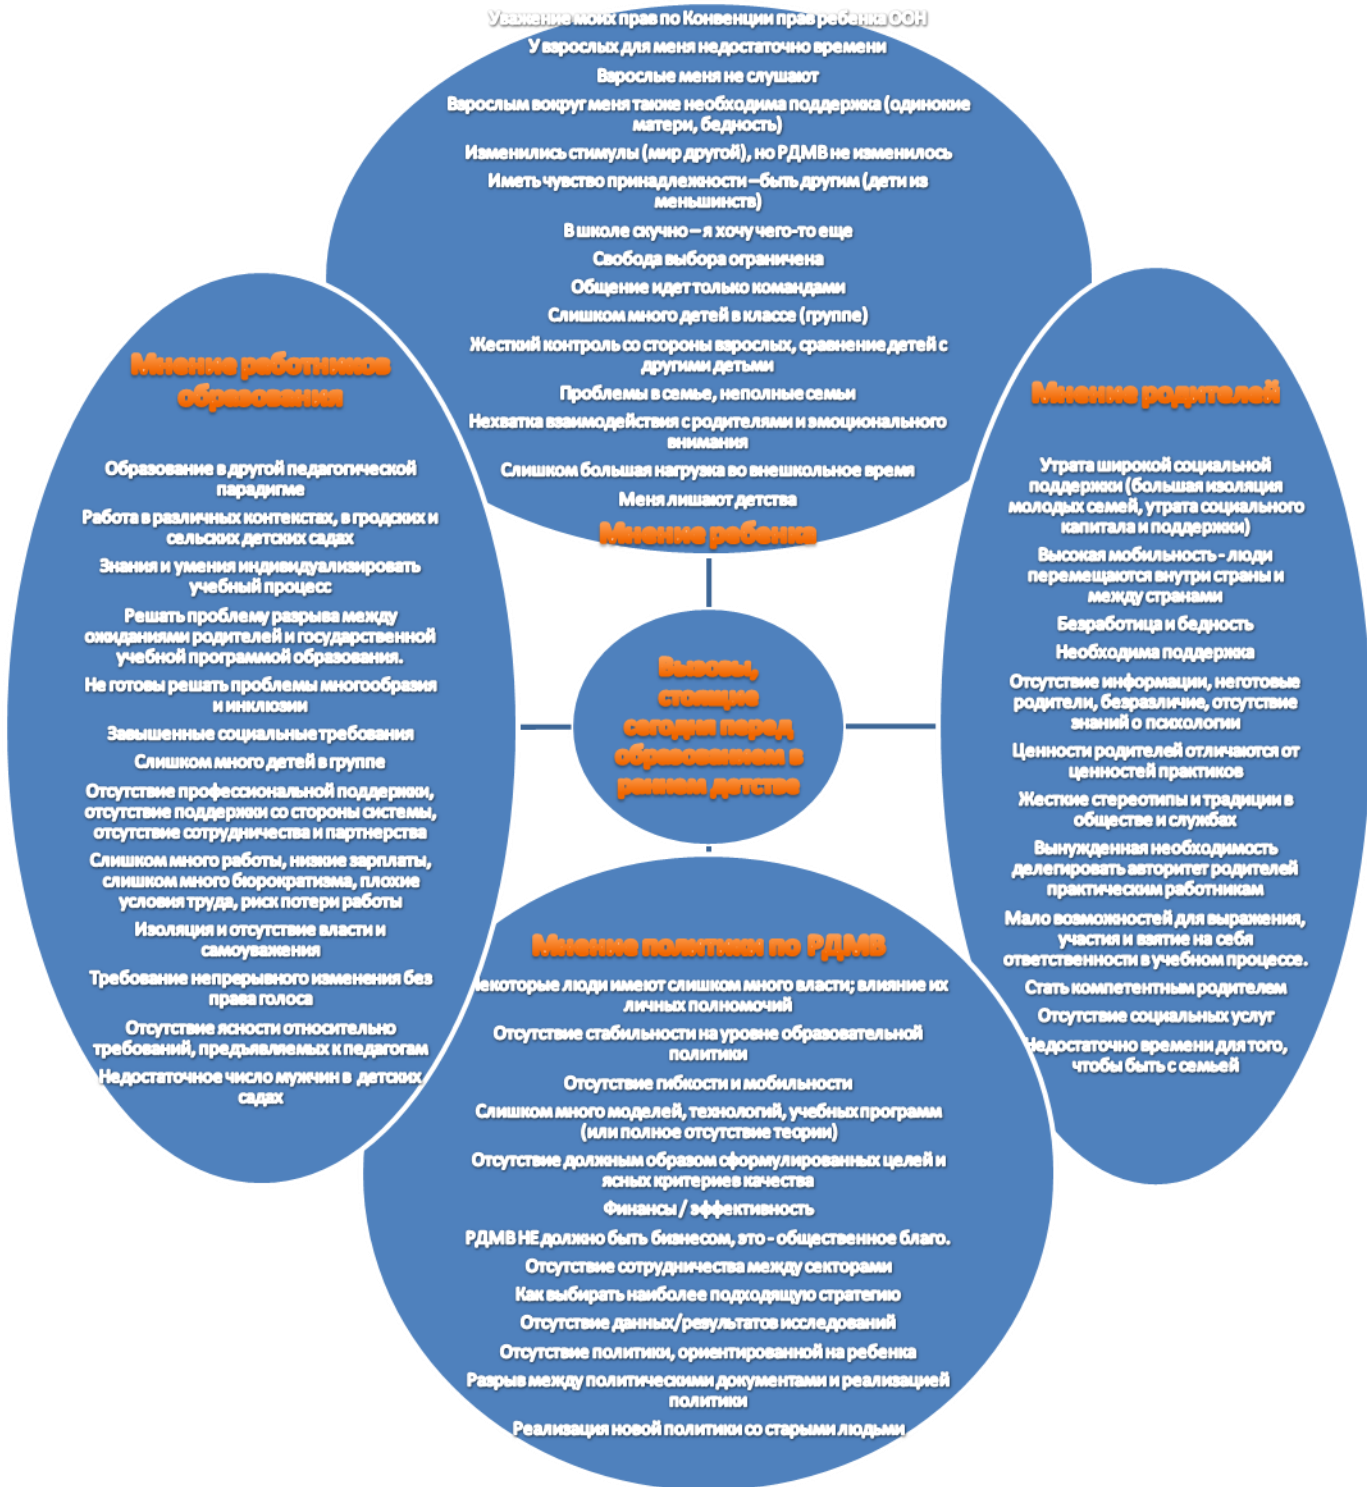 Уважение моих прав по Конвенции прав ребенка ООН
У взрослых для меня недостаточно времени
Взрослые меня не слушают
Взрослым вокруг меня также необходима поддержка (одинокие
матери, бедность)
Изменились стимулы (мир другой), но РДМВ не изменилось
Иметь чувство принадлежности –быть другим (дети из
меньшинств)
В школе скучно – я хочу чего-то еще
Свобода выбора ограничена
Общение идет только командами
Слишком много детей в классе (группе)
Жесткий контроль со стороны взрослых, сравнение детей с
другими детьми
Проблемы в семье, неполные семьи
Нехватка взаимодействия с родителями и эмоционального
внимания
Слишком большая нагрузка во внешкольное время
Меня лишают детства
Мнение ребенка
Мнение работников
образования
Образование в другой педагогической
парадигме
Работа в различных контекстах, в гродских и
сельских детских садах
Знания и умения индивидуализировать
учебный процесс
Решать проблему разрыва между
ожиданиями родителей и государственной
учебной программой образования.
Не готовы решать проблемы многообразия
и инклюзии
Завышенные социальные требования
Слишком много детей в группе
Отсутствие профессиональной поддержки,
отсутствие поддержки со стороны системы,
отсутствие сотрудничества и партнерства
Слишком много работы, низкие зарплаты,
слишком много бюрократизма, плохие
условия труда, риск потери работы
Изоляция и отсутствие власти и
самоуважения
Требование непрерывного изменения без
права голоса
Отсутствие ясности относительно
требований, предъявляемых к педагогам
Недостаточное число мужчин в детских
садах
Вызовы,
стоящие
сегодня перед
образованием в
раннем детстве
Мнение родителей
Утрата широкой социальной
поддержки (большая изоляция
молодых семей, утрата социального
капитала и поддержки)
Высокая мобильность - люди
перемещаются внутри страны и
между странами
Безработица и бедность
Необходима поддержка
Отсутствие информации, неготовые
родители, безразличие, отсутствие
знаний о психологии
Ценности родителей отличаются от
ценностей практиков
Жесткие стереотипы и традиции в
обществе и службах
Вынужденная необходимость
делегировать авторитет родителей
практическим работникам
Мало возможностей для выражения,
участия и взятие на себя
ответственности в учебном процессе.
Стать компетентным родителем
Отсутствие социальных услуг
Недостаточно времени для того,
чтобы быть с семьей
Мнение политики по РДМВ
Некоторые люди имеют слишком много власти; влияние их
личных полномочий
Отсутствие стабильности на уровне образовательной
политики
Отсутствие гибкости и мобильности
Слишком много моделей, технологий, учебных программ
(или полное отсутствие теории)
Отсутствие должным образом сформулированных целей и
ясных критериев качества
Финансы / эффективность
РДМВ НЕ должно быть бизнесом, это - общественное благо.
Отсутствие сотрудничества между секторами
Как выбирать наиболее подходящую стратегию
Отсутствие данных/результатов исследований
Отсутствие политики, ориентированной на ребенка
Разрыв между политическими документами и реализацией
политики
Реализация новой политики со старыми людьми